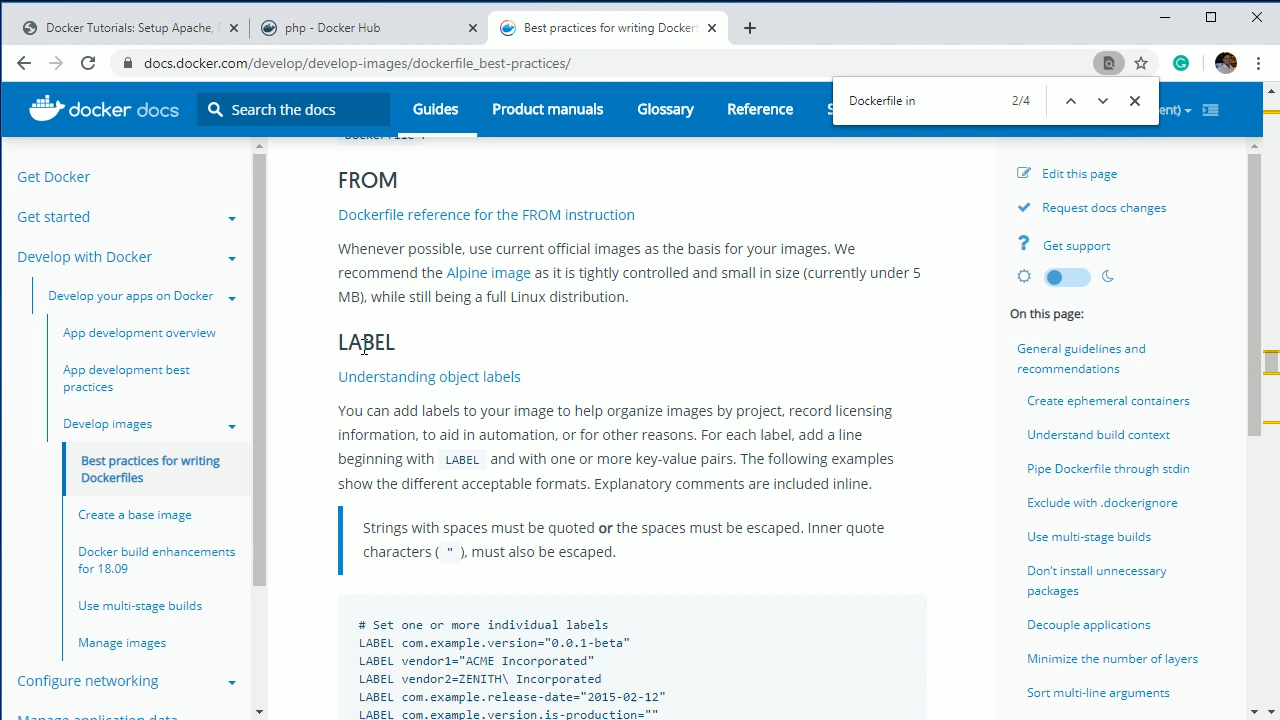 Docker Tutorials: Setup Apache,
php - Docker Hub
Best practices for writing Docker
docs.docker.com/develop/develop-images/dockerfile_best-practices/
Dockerfile in 2/4
docker docs
Search the docs
Guides
Product manuals
Glossary
Reference
S
ent)
Get Docker
Get started
Develop with Docker
Develop your apps on Docker
App development overview
App development best
practices
Develop images
Best practices for writing
Dockerfiles
Create a base image
Docker build enhancements
for 18.09
Use multi-stage builds
Manage images
Configure networking
Manage application data
FROM
Dockerfile reference for the FROM instruction
Whenever possible, use current official images as the basis for your images. We
recommend the Alpine image as it is tightly controlled and small in size (currently under 5
MB), while still being a full Linux distribution.
LABEL
Understanding object labels
You can add labels to your image to help organize images by project, record licensing
information, to aid in automation, or for other reasons. For each label, add a line
beginning with LABEL and with one or more key-value pairs. The following examples
show the different acceptable formats. Explanatory comments are included inline.
Strings with spaces must be quoted or the spaces must be escaped. Inner quote
characters ( " ), must also be escaped.
# Set one or more individual labels
LABEL com.example.version="0.0.1-beta"
LABEL vendor1="ACME Incorporated"
LABEL vendor2=ZENITH\ Incorporated
LABEL com.example.release-date="2015-02-12"
LABEL com.example.version.is-production=""
Edit this page
Request docs changes
Get support
On this page:
General guidelines and
recommendations
Create ephemeral containers
Understand build context
Pipe Dockerfile through stdin
Exclude with .dockerignore
Use multi-stage builds
Don't install unnecessary
packages
Decouple applications
Minimize the number of layers
Sort multi-line arguments